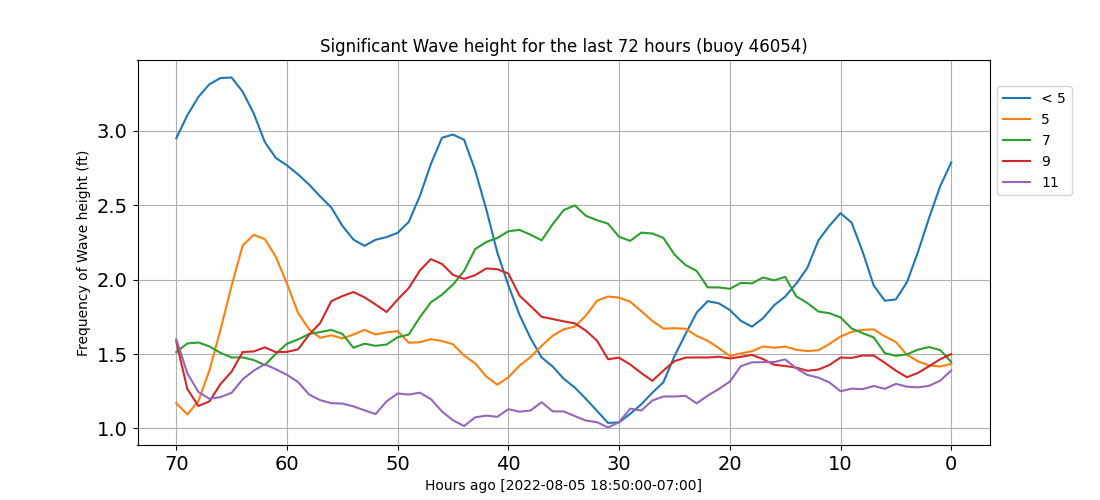 Significant Wave height for the last 72 hours (buoy 46054)
Frequency of Wave height (ft)
3.0
2.5
2.0
1.5
1.0
70 60 50 40 30 20 10 0
Hours ago [2022-08-05 18:50:00-07:00]
< 5
5
7
9
11